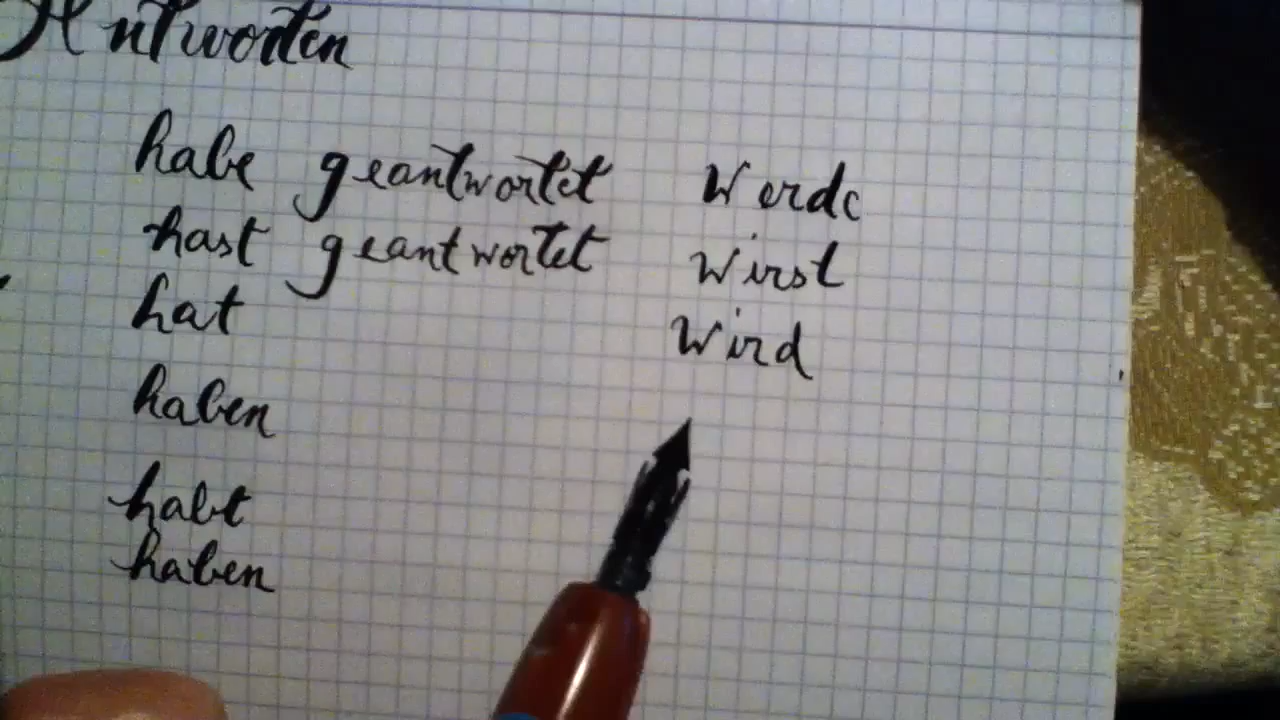 Antworten
habe geantwortet Werde
hast geantwortet Wirst
hat Wird
haben
habt
haben